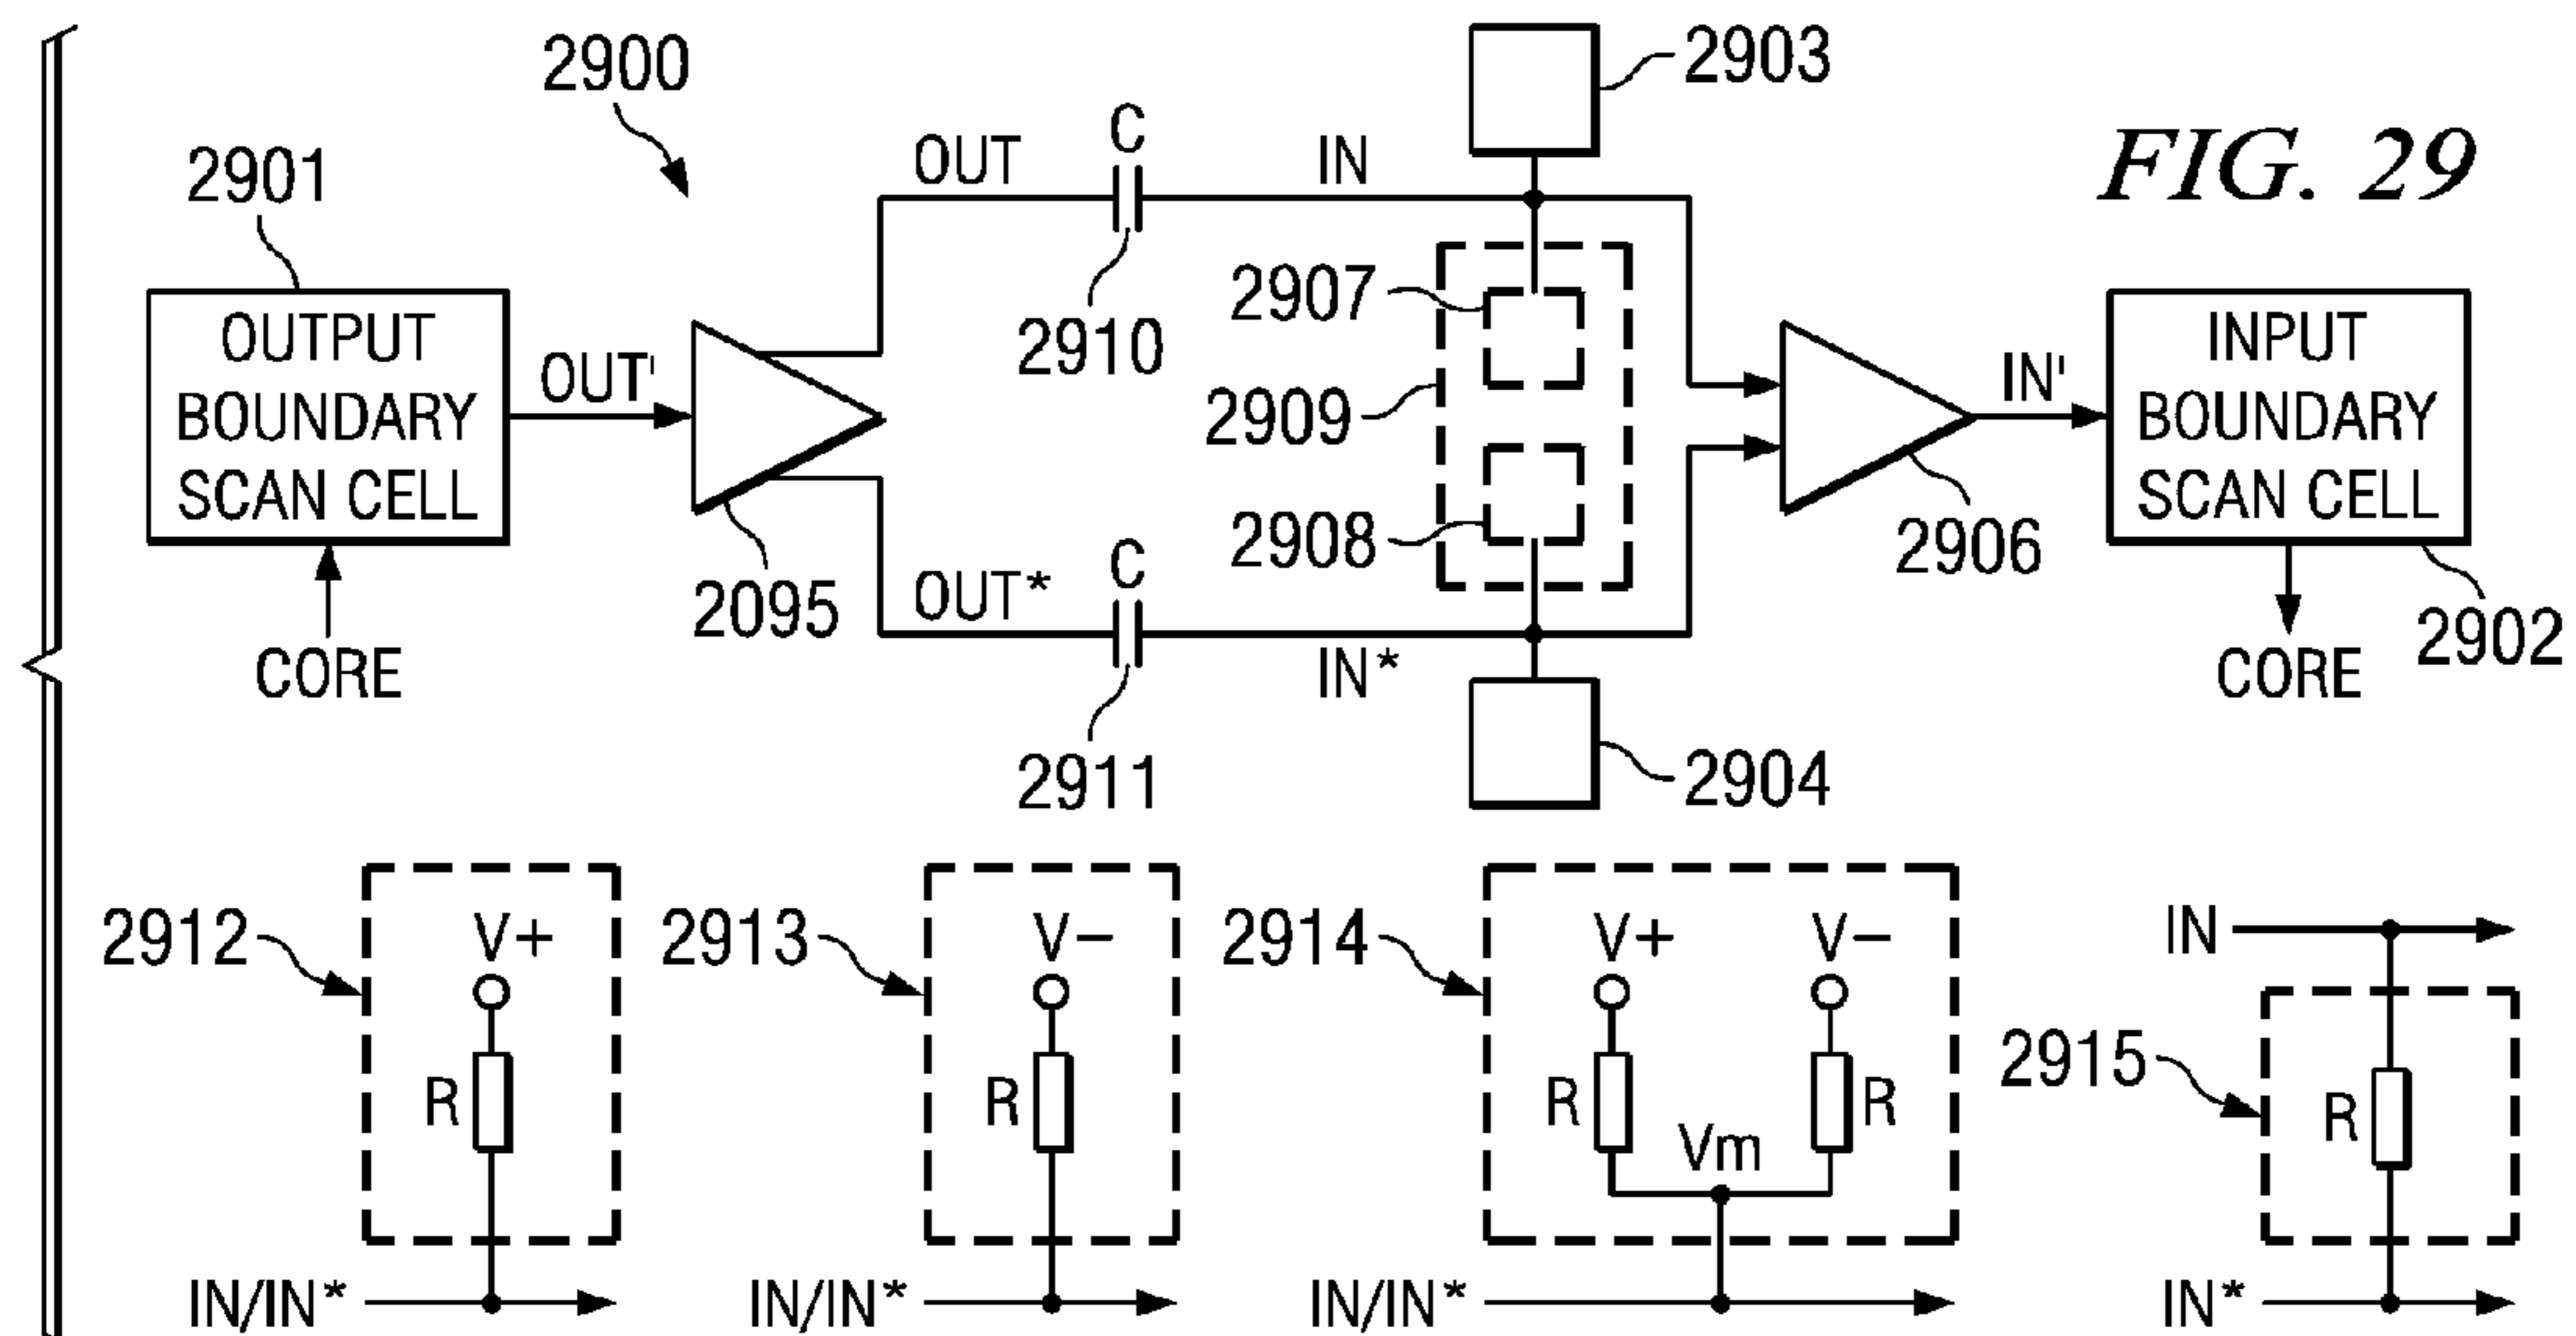 FIG. 29
2900
2901
OUTPUT
BOUNDARY
SCAN CELL
CORE
OUT'
2095
OUT
C
2910
IN
2903
2907
2909
2908
OUT*
C
2911
IN*
2904
2906
IN'
INPUT
BOUNDARY
SCAN CELL
2902
CORE
2912
V+
R
IN/IN*
2913
V-
R
IN/IN*
2914
V+
V-
R
R
Vm
IN/IN*
IN
2915
R
IN*